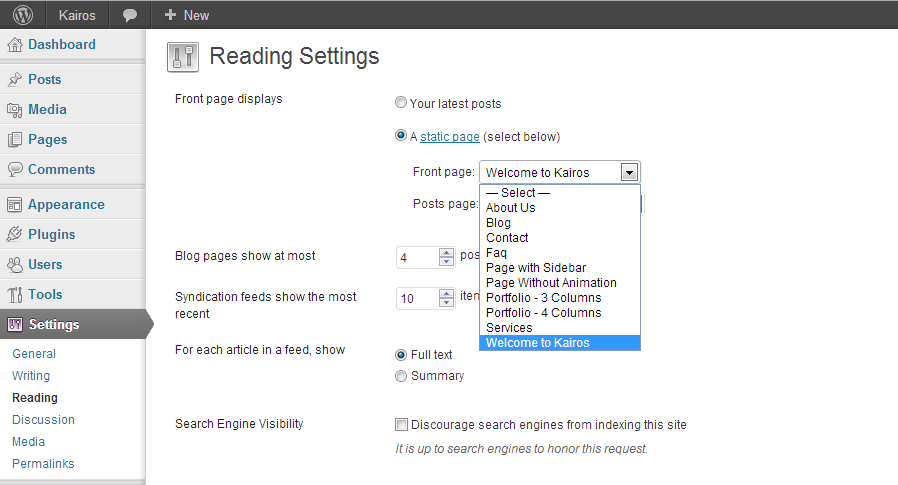 Kairos
New
Dashboard
Posts
Media
Pages
Comments
Appearance
Plugins
Users
Tools
Settings
General
Writing
Reading
Discussion
Media
Permalinks
Reading Settings
Front page displays
Your latest posts
A static page (select below)
Front page: Welcome to Kairos
Posts page:
— Select —
About Us
Blog
Contact
Faq
Page with Sidebar
Page Without Animation
Portfolio - 3 Columns
Portfolio - 4 Columns
Services
Welcome to Kairos
Blog pages show at most
4
Syndication feeds show the most
recent
10
For each article in a feed, show
Full text
Summary
Search Engine Visibility
Discourage search engines from indexing this site
It is up to search engines to honor this request.